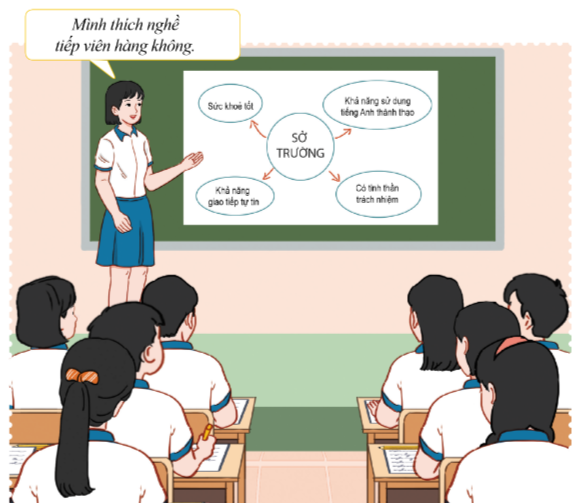 Mình thích nghề
tiếp viên hàng không.
Sức khoẻ tốt
Khả năng sử dụng
tiếng Anh thành thạo
SỞ
TRƯỜNG
Khả năng
giao tiếp tự tin
Có tinh thần
trách nhiệm